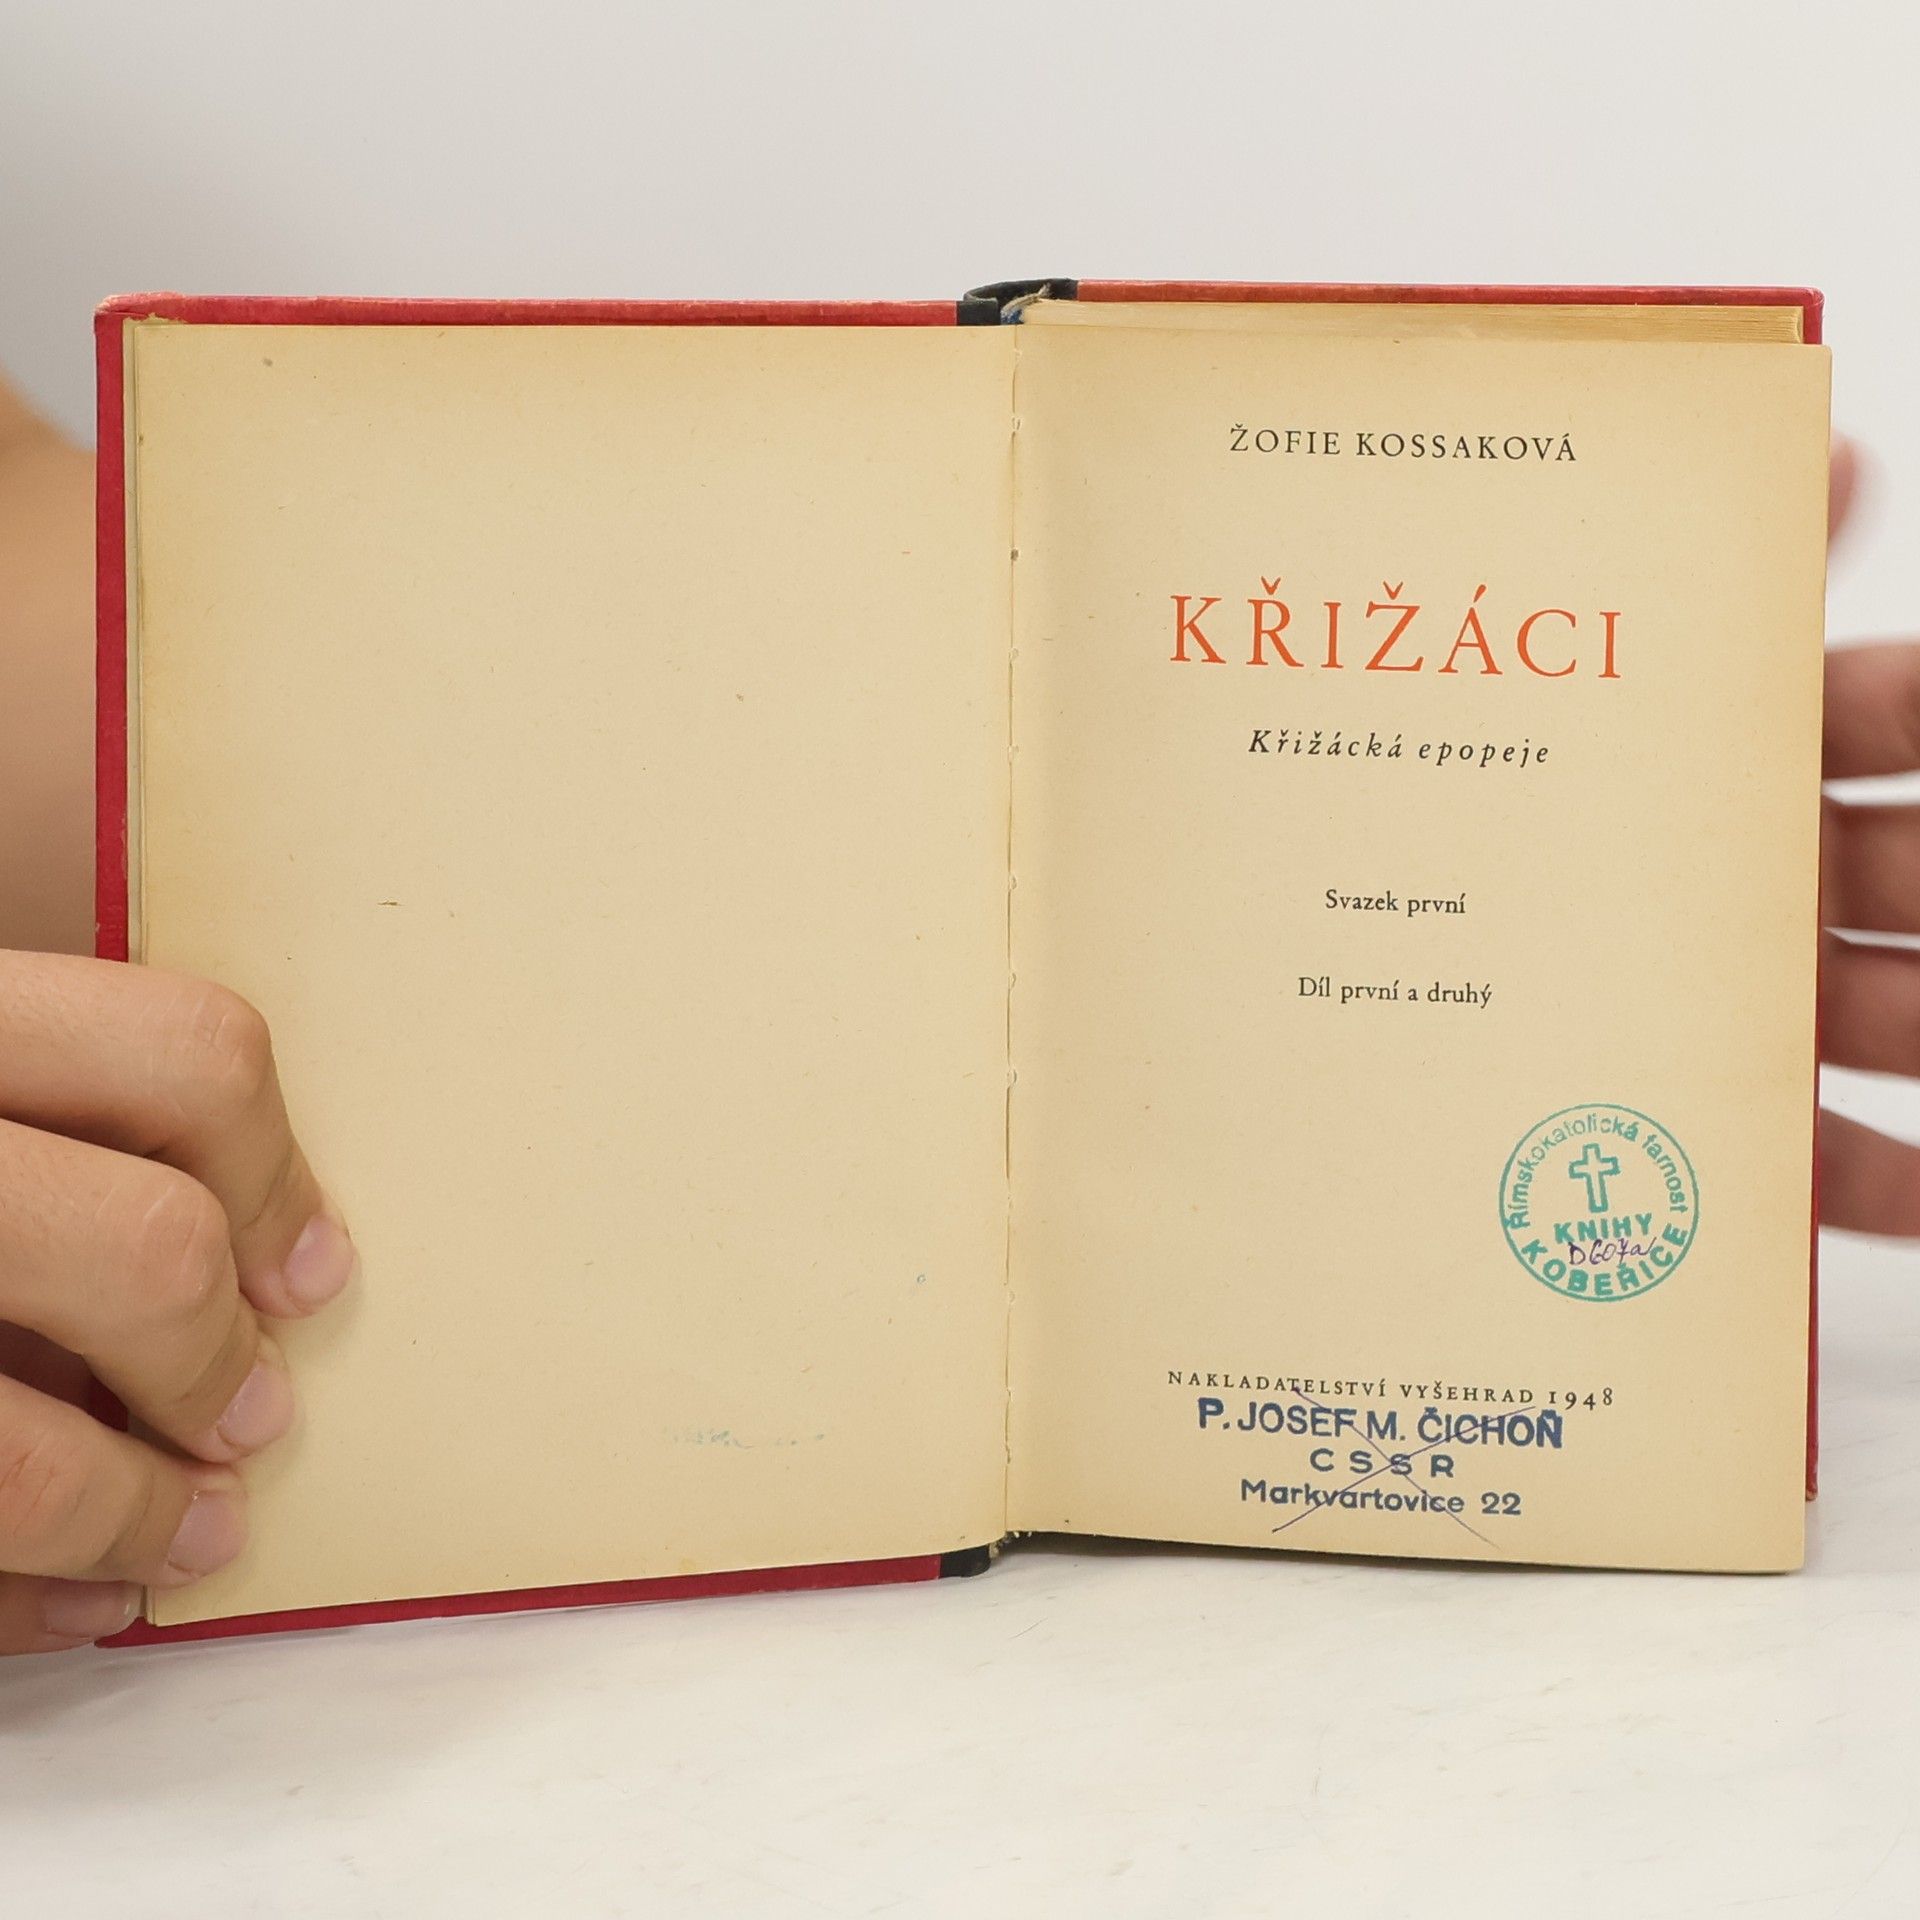 ŽOFIE KOSSAKOVÁ
KŘIŽÁCI
Křižácká epopeje
Svazek první
Díl první a druhý
Římskokatolická farnost
KNIHY
KOBEŘICE
NAKLADATELSTVÍ VYŠEHRAD 1948
P. JOSEF M. ČICHOŇ
CSSR
Markvartovice 22